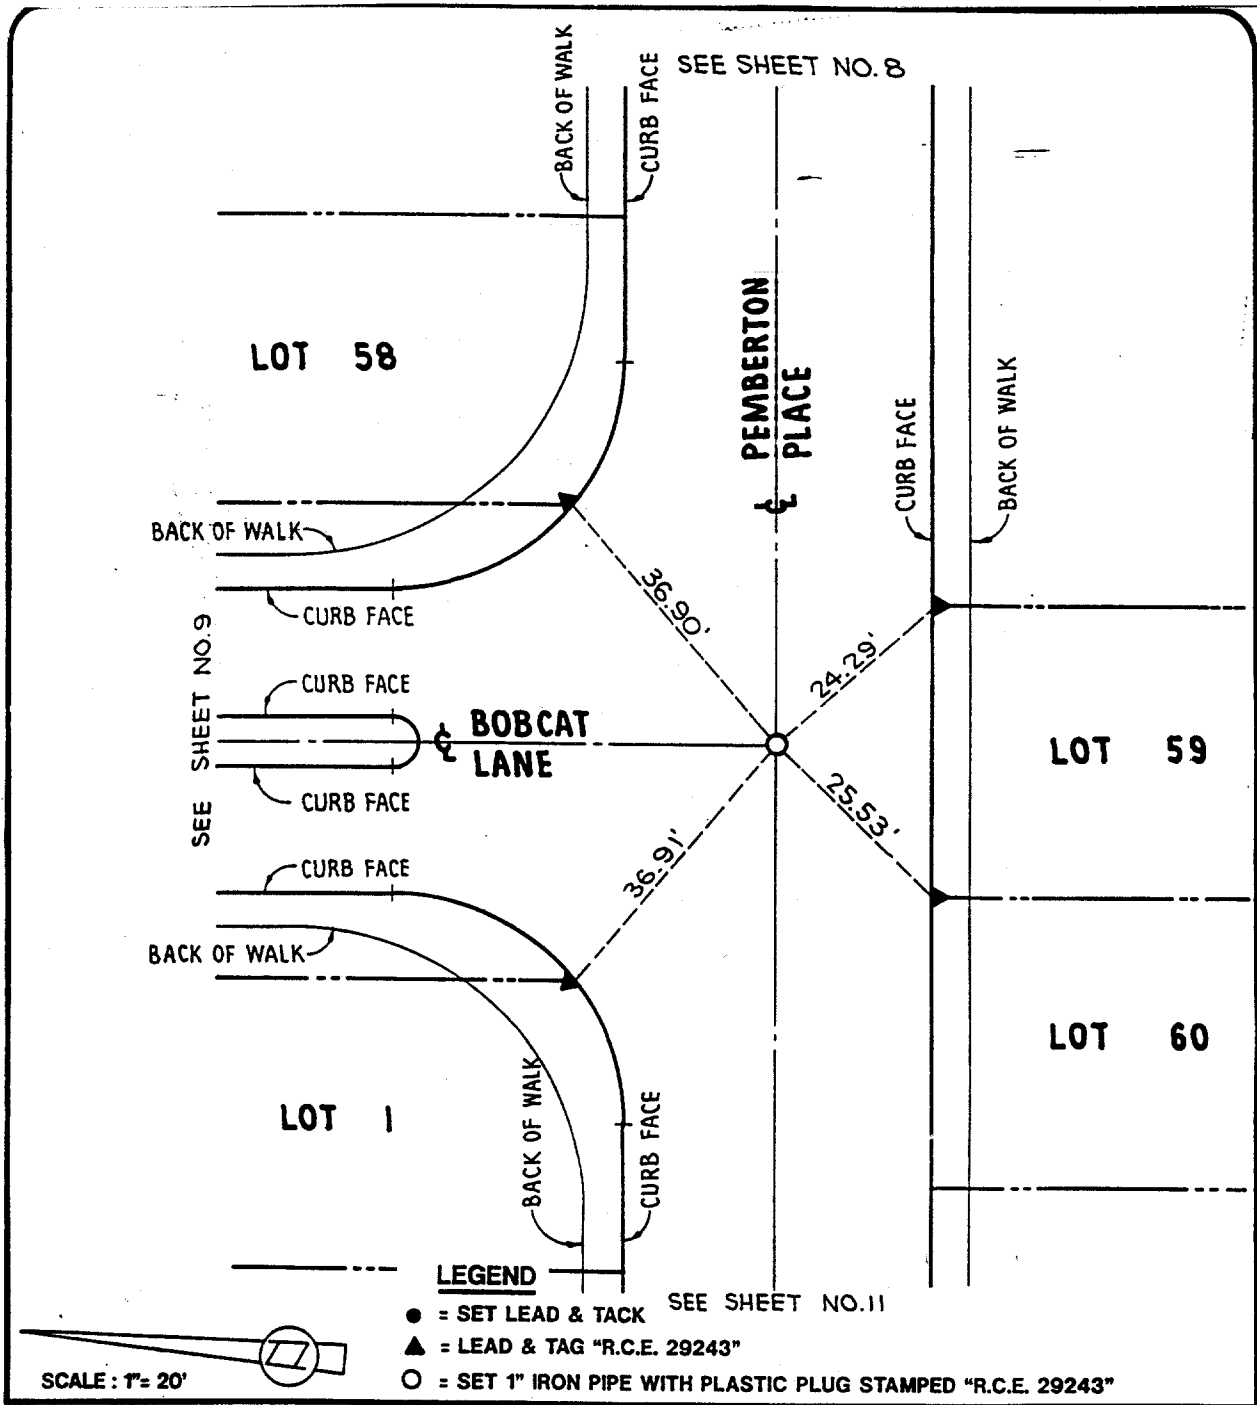 SEE SHEET NO. 8
BACK OF WALK
CURB FACE
LOT 58
PEMBERTON
PLACE
℄
CURB FACE
BACK OF WALK
BACK OF WALK
CURB FACE
36.90'
24.29'
SEE SHEET NO.9
CURB FACE
℄ BOBCAT
LANE
CURB FACE
LOT 59
25.53'
36.91'
CURB FACE
BACK OF WALK
LOT 60
LOT 1
BACK OF WALK
CURB FACE
LEGEND
● = SET LEAD & TACK
SEE SHEET NO.11
▲ = LEAD & TAG "R.C.E. 29243"
○ = SET 1" IRON PIPE WITH PLASTIC PLUG STAMPED "R.C.E. 29243"
SCALE : 1"= 20'